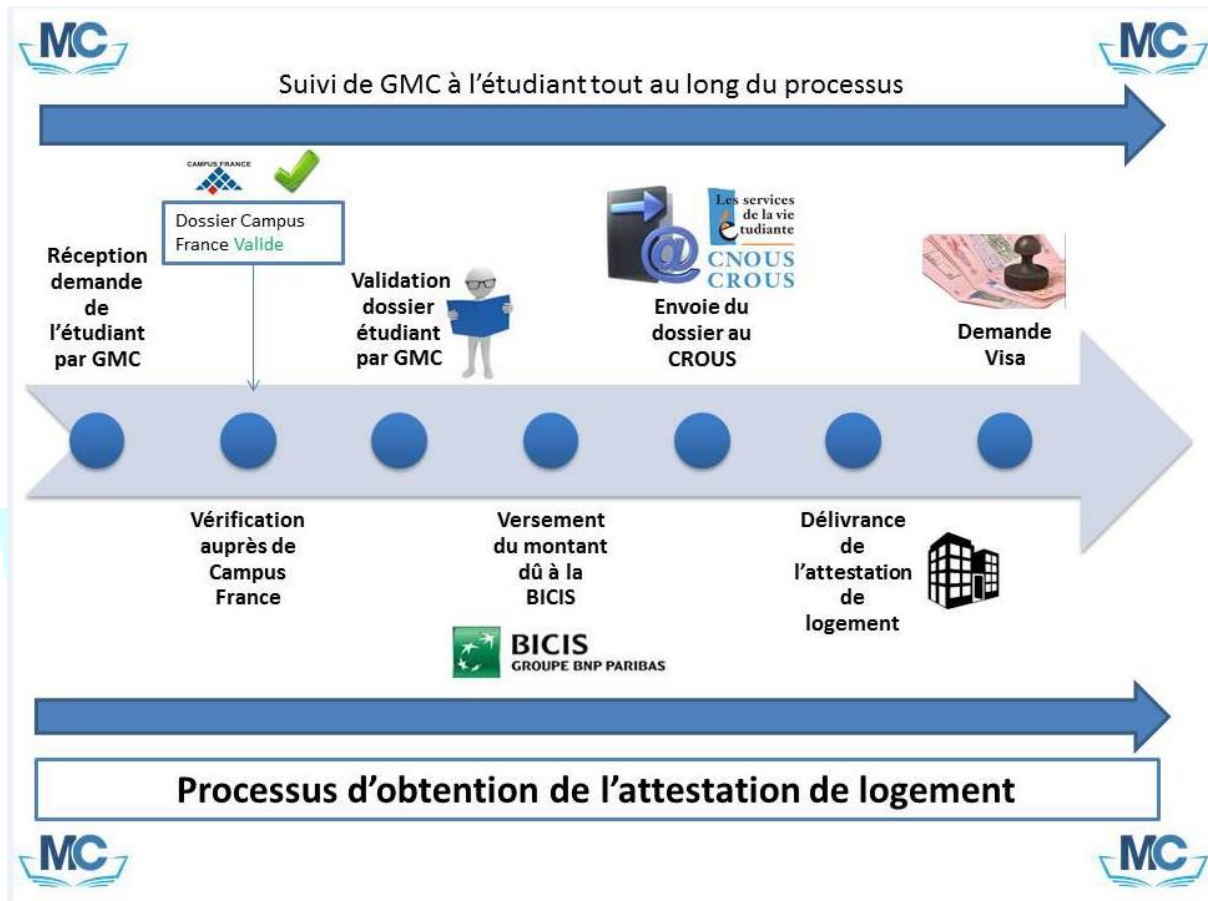 MC
MC
Suivi de GMC à l'étudiant tout au long du processus
CAMPUS FRANCE
Dossier Campus
France Valide
Réception
demande
de
l'étudiant
par GMC
Validation
dossier
étudiant
par GMC
Les services
de la vie
étudiante
CNOUS
CROUS
@
Envoie du
dossier au
CROUS
Demande
Visa
Vérification
auprès de
Campus
France
Versement
du montant
dû à la
BICIS
BICIS
GROUPE BNP PARIBAS
Délivrance
de
l'attestation
de
logement
Processus d'obtention de l'attestation de logement
MC
MC